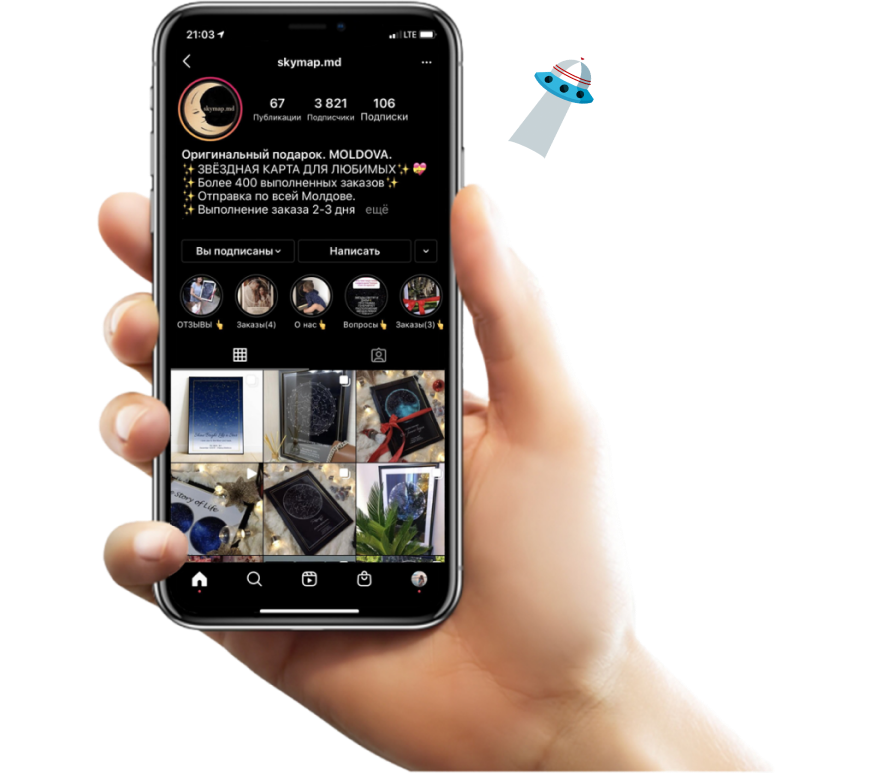 21:03
LTE
skymap.md
skymap.md
67 3 821 106
Публикации Подписчики Подписки
Оригинальный подарок. MOLDOVA.
✨ЗВЁЗДНАЯ КАРТА ДЛЯ ЛЮБИМЫХ✨💝
✨Более 400 выполненных заказов✨
✨Отправка по всей Молдове.
✨Выполнение заказа 2-3 дня ещё
Вы подписаны Написать
ОТЗЫВЫ👆 Заказы(4) О нас👆 Вопросы👆 Заказы(3)👆
Story of Life